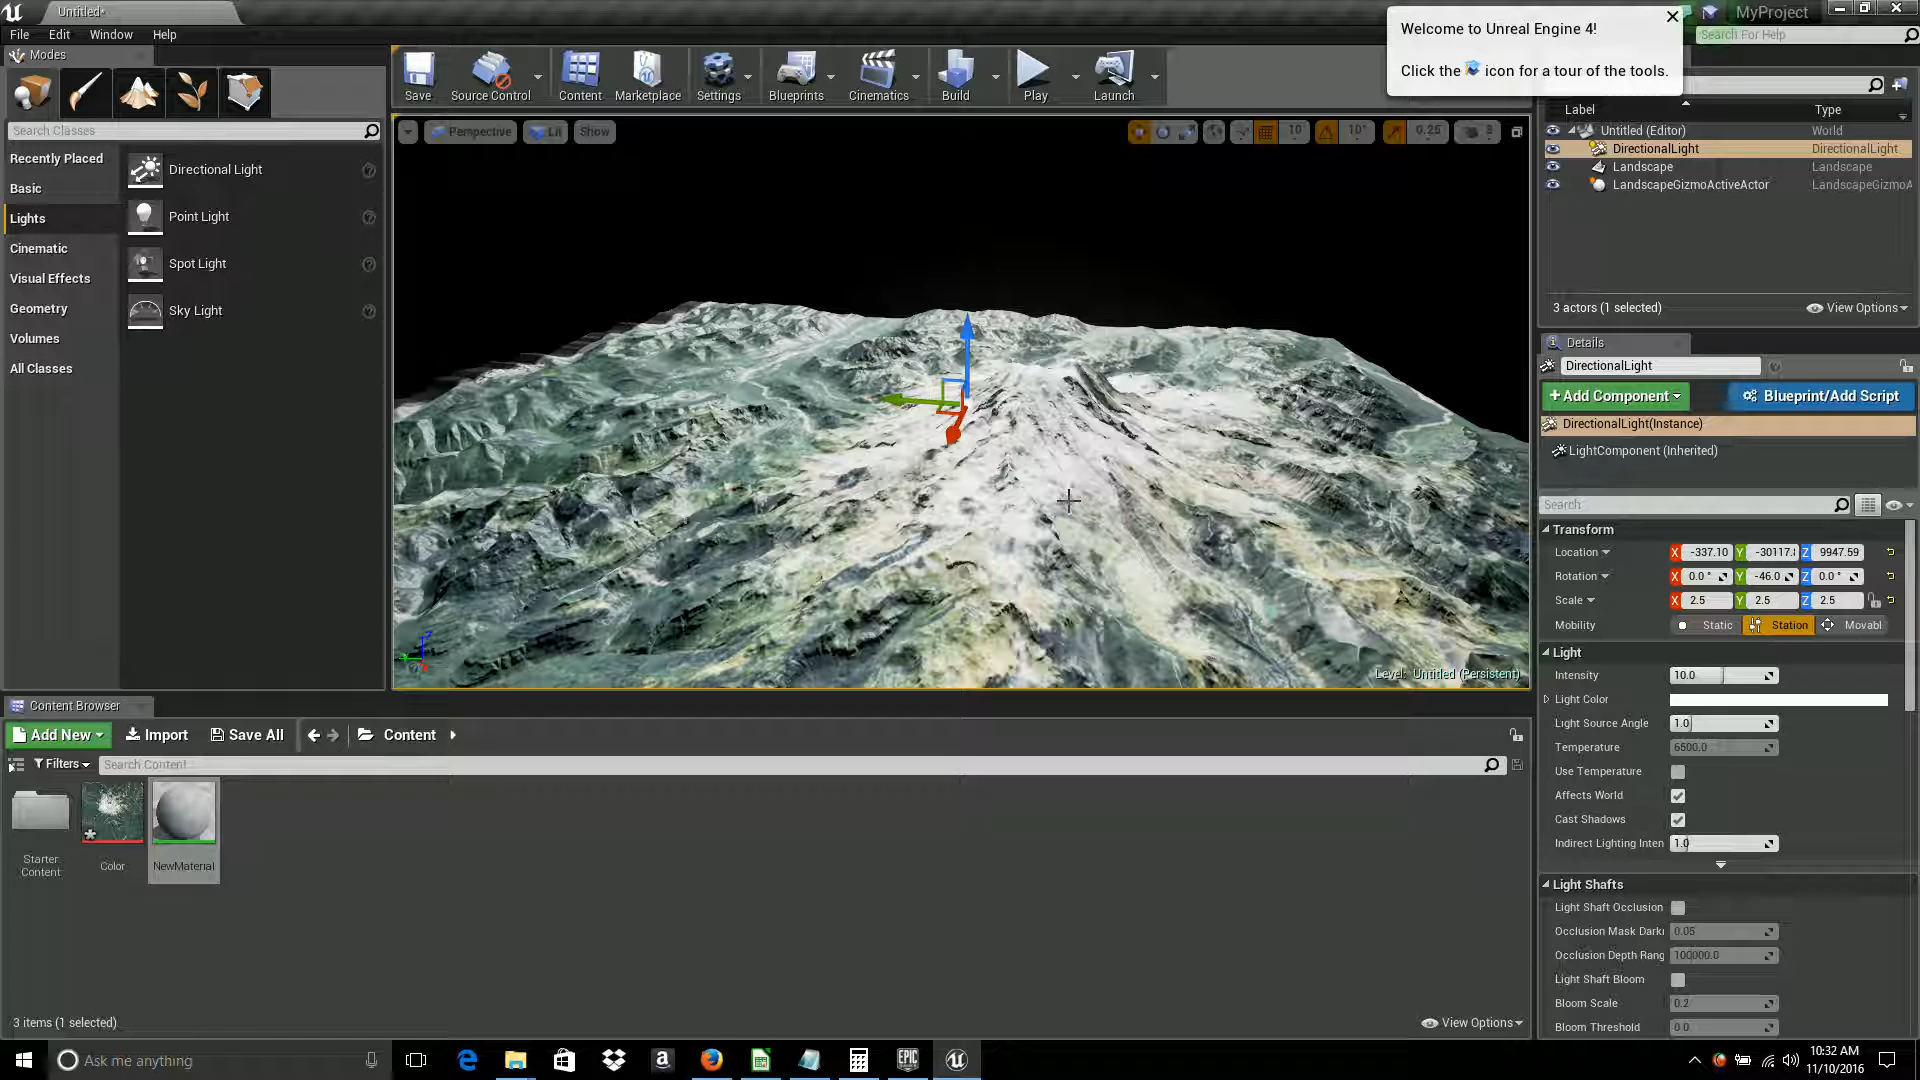 Untitled*
MyProject
File
Edit
Window
Help
Search For Help
Welcome to Unreal Engine 4!
Click the icon for a tour of the tools.
Modes
Save
Source Control
Content
Marketplace
Settings
Blueprints
Cinematics
Build
Play
Launch
Search Classes
Recently Placed
Basic
Lights
Cinematic
Visual Effects
Geometry
Volumes
All Classes
Directional Light
Point Light
Spot Light
Sky Light
Perspective
Lit
Show
10
10°
0.25
8
Level: Untitled (Persistent)
Label
Type
Untitled (Editor)
World
DirectionalLight
DirectionalLight
Landscape
Landscape
LandscapeGizmoActiveActor
LandscapeGizmoA
3 actors (1 selected)
View Options
Details
DirectionalLight
+Add Component
Blueprint/Add Script
DirectionalLight(Instance)
LightComponent (Inherited)
Search
Transform
Location
X -337.10 Y -30117. Z 9947.59
Rotation
X 0.0 ° Y -46.0 Z 0.0 °
Scale
X 2.5 Y 2.5 Z 2.5
Mobility
Static
Station
Movabl
Light
Intensity
10.0
Light Color
Light Source Angle
1.0
Temperature
6500.0
Use Temperature
Affects World
Cast Shadows
Indirect Lighting Inten
1.0
Light Shafts
Light Shaft Occlusion
Occlusion Mask Dark
0.05
Occlusion Depth Rang
100000.0
Light Shaft Bloom
Bloom Scale
0.2
Bloom Threshold
0.0
Content Browser
Add New
Import
Save All
Content
Filters
Search Content
Starter
Content
Color
NewMaterial
3 items (1 selected)
View Options
Ask me anything
EPIC
GAMES
10:32 AM
11/10/2016